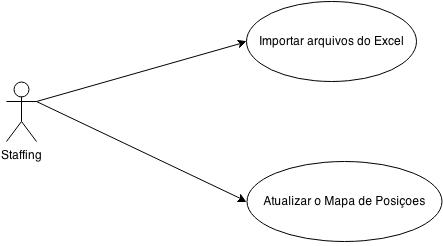 Importar arquivos do Excel
Staffing
Atualizar o Mapa de Posiçoes